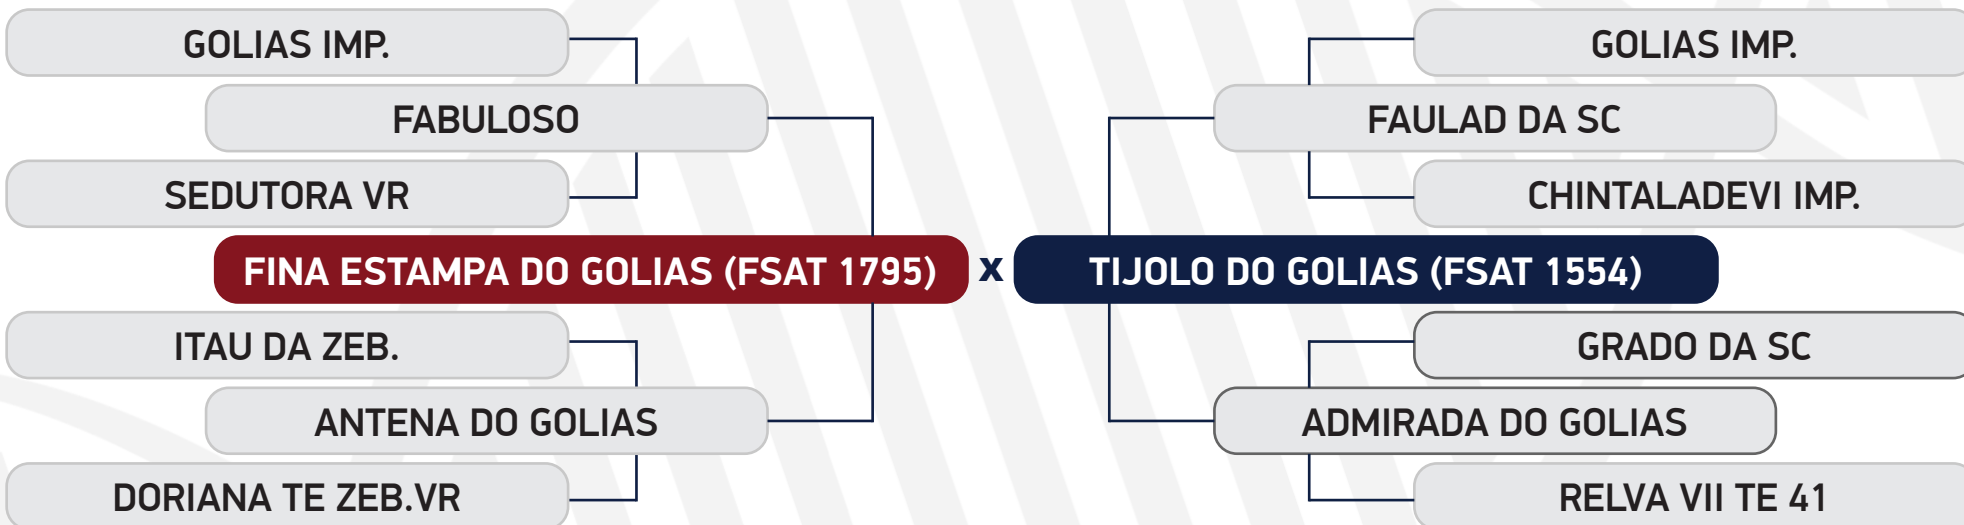 GOLIAS IMP.
GOLIAS IMP.
FABULOSO
FAULAD DA SC
SEDUTORA VR
CHINTALADEVI IMP.
FINA ESTAMPA DO GOLIAS (FSAT 1795) x TIJOLO DO GOLIAS (FSAT 1554)
ITAU DA ZEB.
GRADO DA SC
ANTENA DO GOLIAS
ADMIRADA DO GOLIAS
DORIANA TE ZEB.VR
RELVA VII TE 41